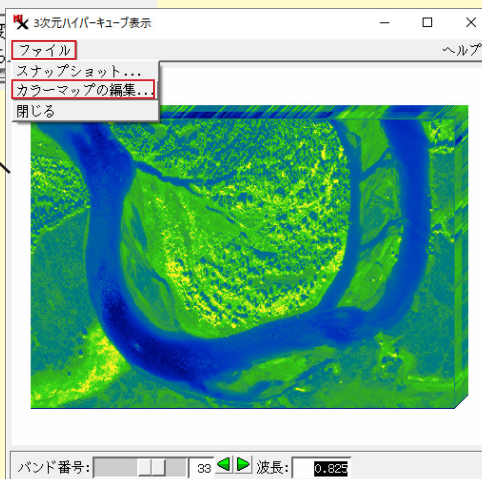 3次元ハイパーキューブ表示
ファイル ヘルプ
スナップショット...
カラーマップの編集...
閉じる
バンド番号: 33 波長: 0.825